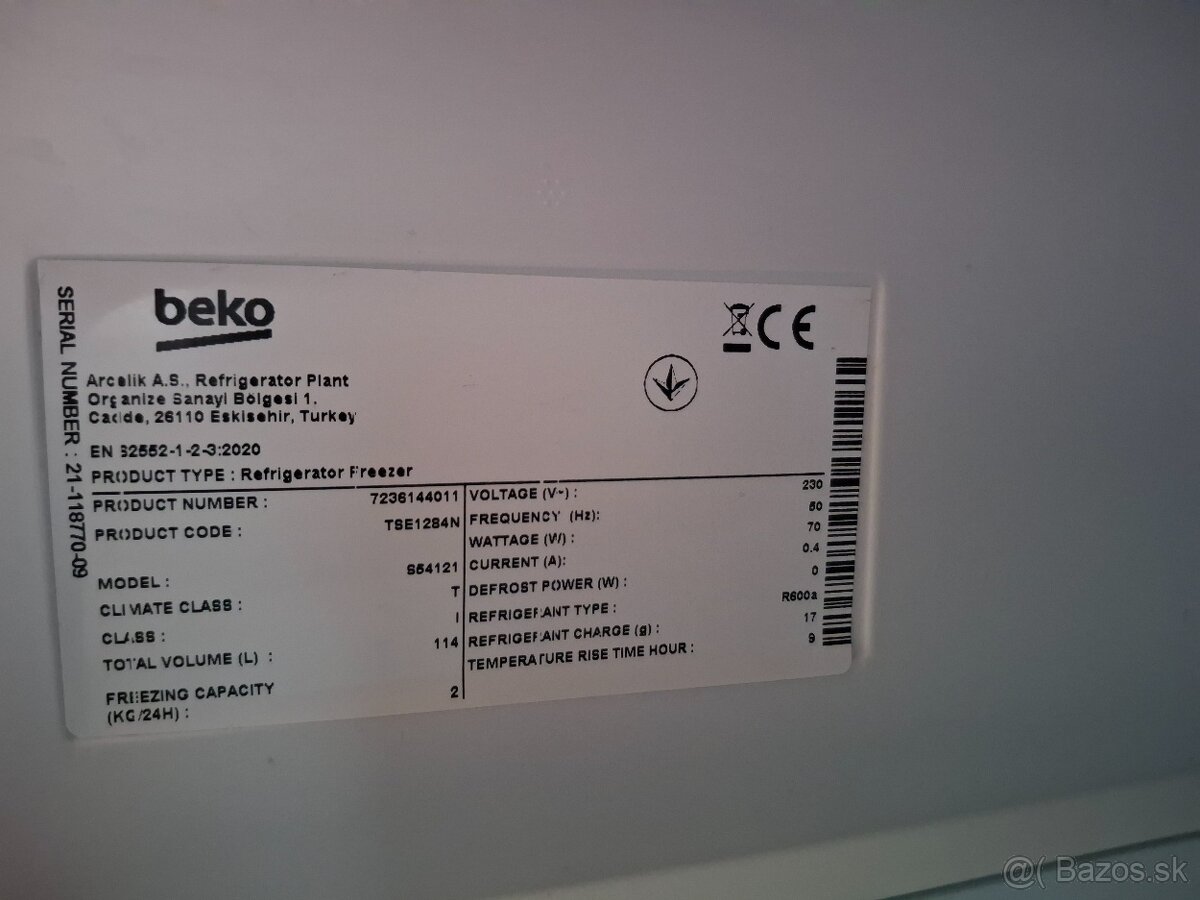 beko
CE
Arcelik A.S., Refrigerator Plant
Organize Sanayi Bölgesi 1.
Cadde, 26110 Eskisehir, Turkey
EN 62552-1-2-3:2020
PRODUCT TYPE : Refrigerator Freezer
PRODUCT NUMBER : 7236144011
PRODUCT CODE : TSE1284N
MODEL : S54121
CLIMATE CLASS : T
CLASS : I
TOTAL VOLUME (L) : 114
FREEZING CAPACITY
(KG/24H) : 2
VOLTAGE (V~) : 230
FREQUENCY (Hz): 50
WATTAGE (W) : 70
CURRENT (A): 0.4
DEFROST POWER (W) : 0
REFRIGERANT TYPE : R600a
REFRIGERANT CHARGE (g) : 17
TEMPERATURE RISE TIME HOUR : 9
SERIAL NUMBER : 21-118770-09
@( Bazos.sk